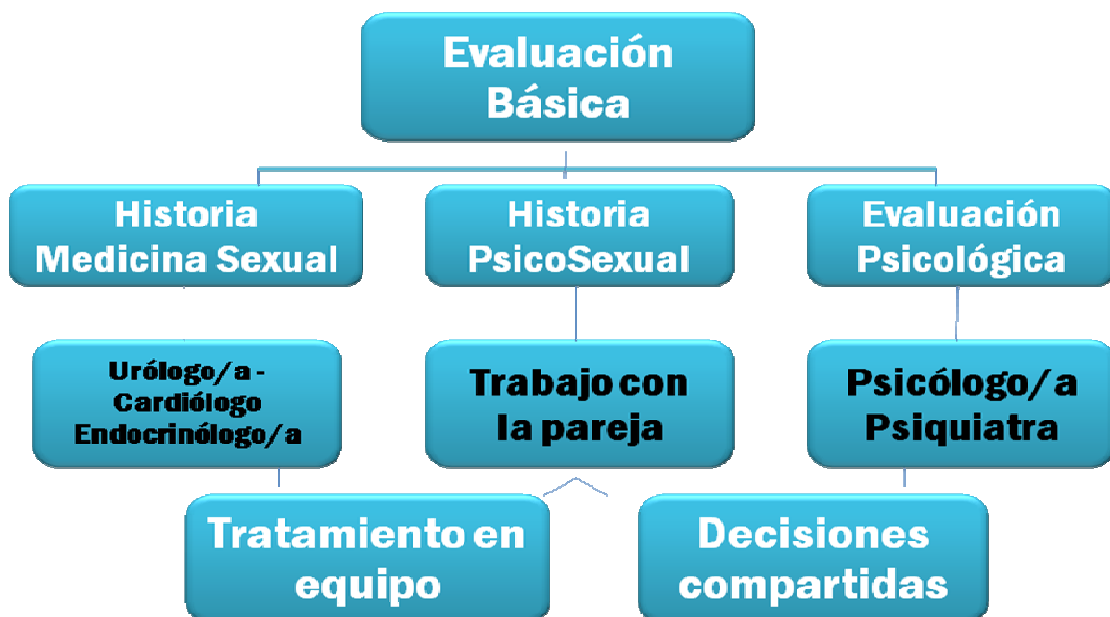 Evaluación
Básica
Historia
Medicina Sexual
Historia
PsicoSexual
Evaluación
Psicológica
Urólogo/a -
Cardiólogo
Endocrinólogo/a
Trabajo con
la pareja
Psicólogo/a
Psiquiatra
Tratamiento en
equipo
Decisiones
compartidas